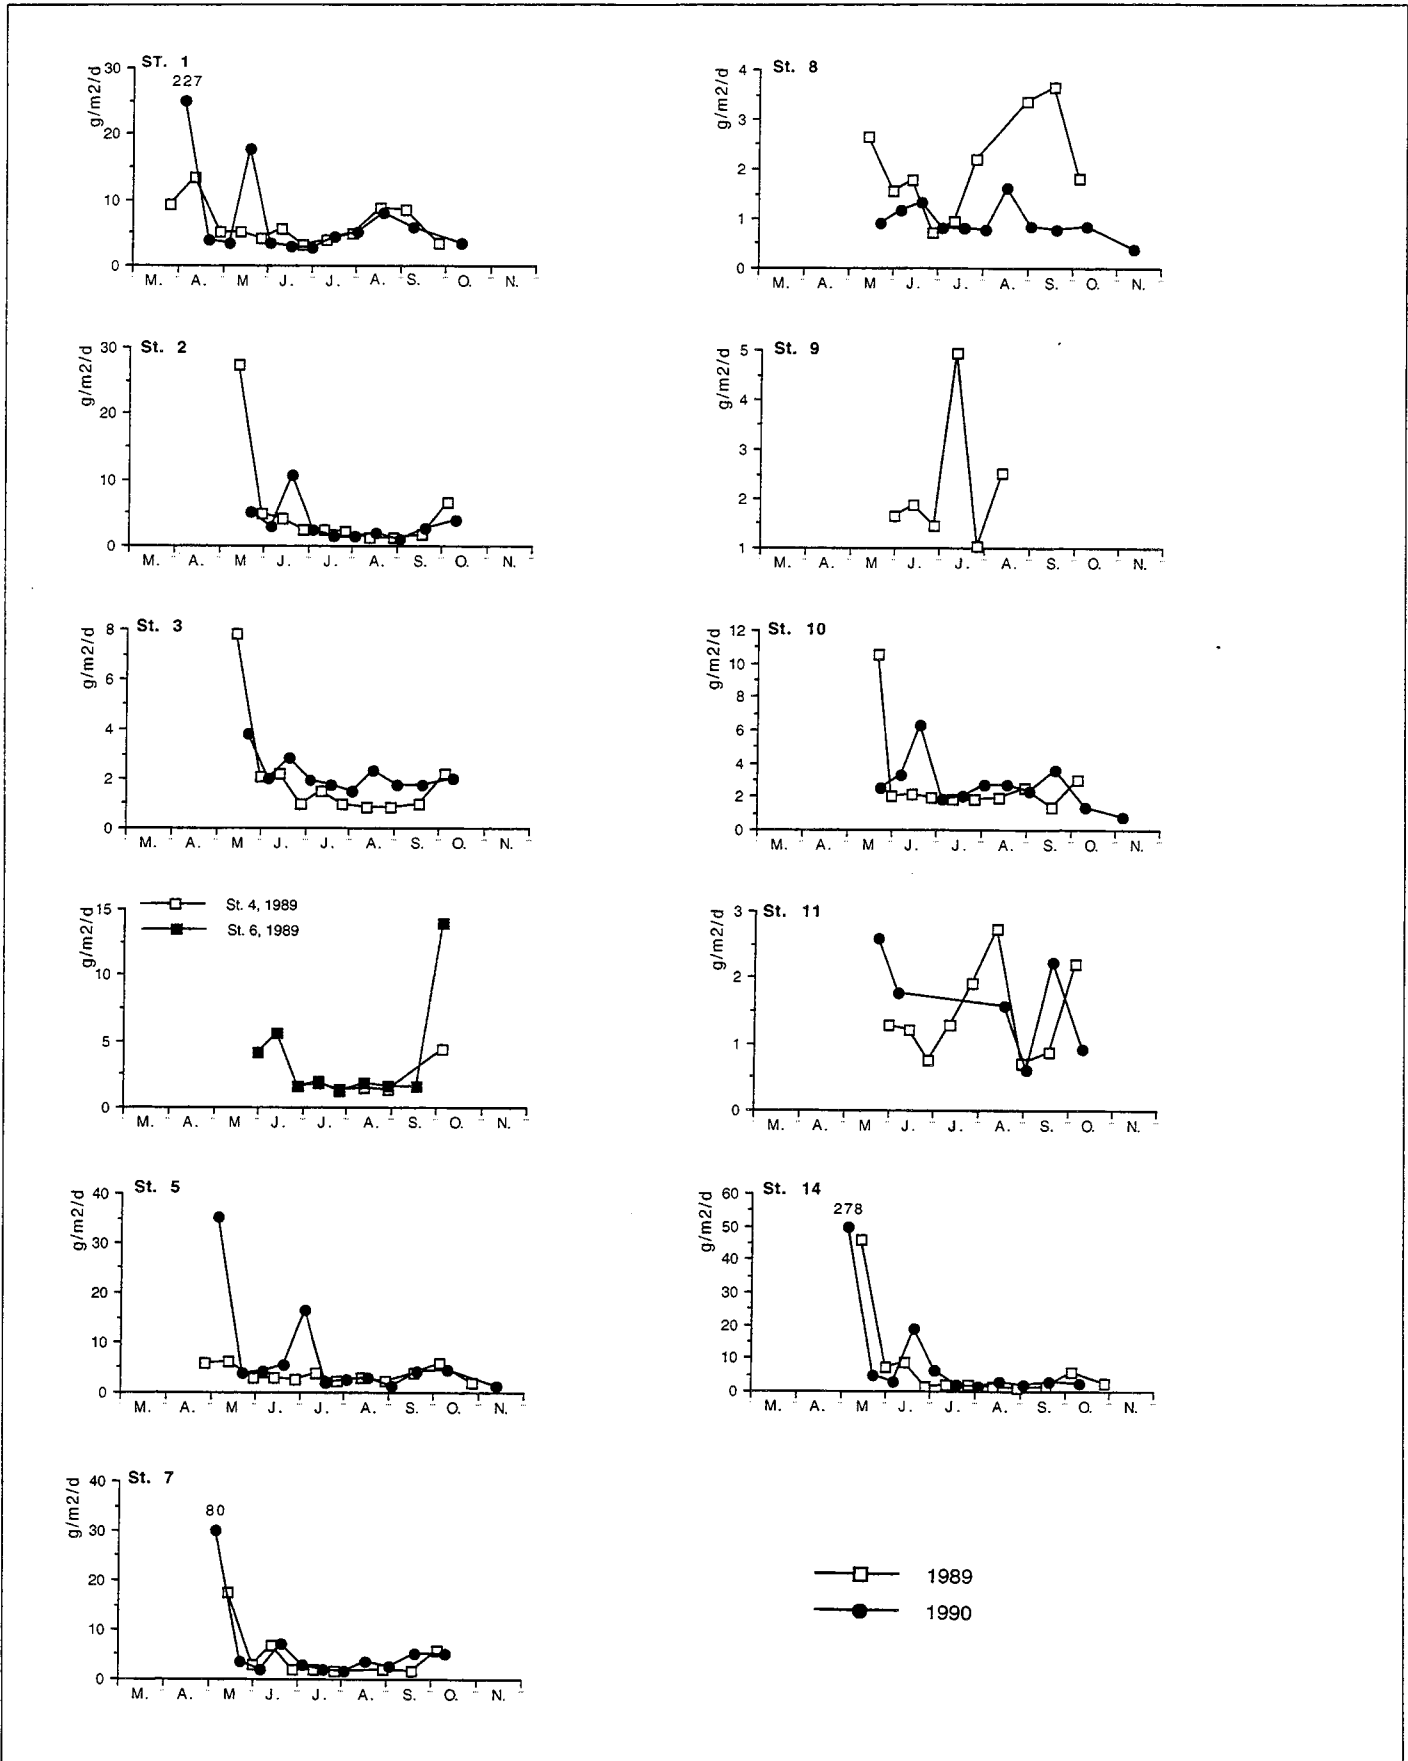 ST. 1
227
g/m2/d
30
20
10
0
M. A. M J. J. A. S. O. N.
St. 2
g/m2/d
30
20
10
0
M. A. M J. J. A. S. O. N.
St. 3
g/m2/d
8
6
4
2
0
M. A. M J. J. A. S. O. N.
St. 4, 1989
St. 6, 1989
g/m2/d
15
10
5
0
M. A. M J. J. A. S. O. N.
St. 5
g/m2/d
40
30
20
10
0
M. A. M J. J. A. S. O. N.
St. 7
80
g/m2/d
40
30
20
10
0
M. A. M J. J. A. S. O. N.
St. 8
g/m2/d
4
3
2
1
0
M. A. M J. J. A. S. O. N.
St. 9
g/m2/d
5
4
3
2
1
M. A. M J. J. A. S. O. N.
St. 10
g/m2/d
12
10
8
6
4
2
0
M. A. M J. J. A. S. O. N.
St. 11
g/m2/d
3
2
1
0
M. A. M J. J. A. S. O. N.
St. 14
278
g/m2/d
60
50
40
30
20
10
0
M. A. M J. J. A. S. O. N.
1989
1990